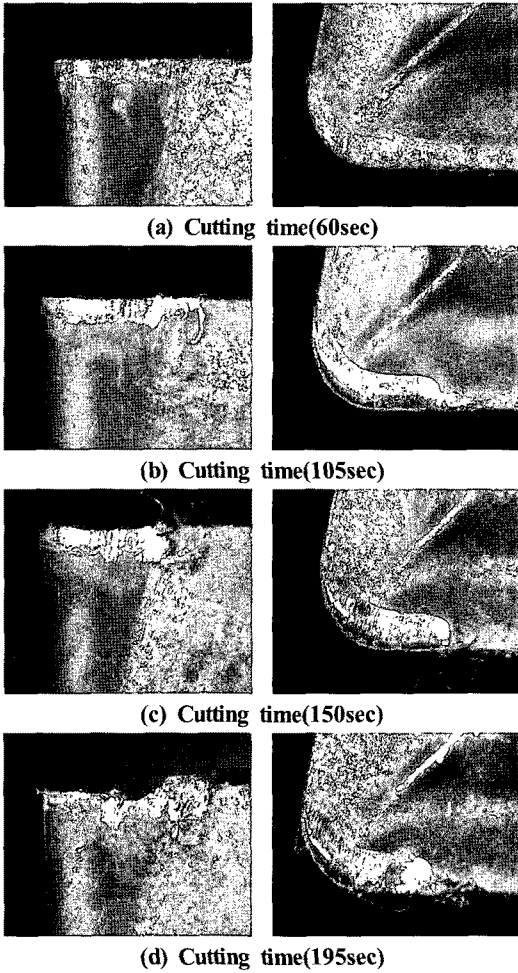 (a) Cutting time(60sec)
(b) Cutting time(105sec)
(c) Cutting time(150sec)
(d) Cutting time(195sec)